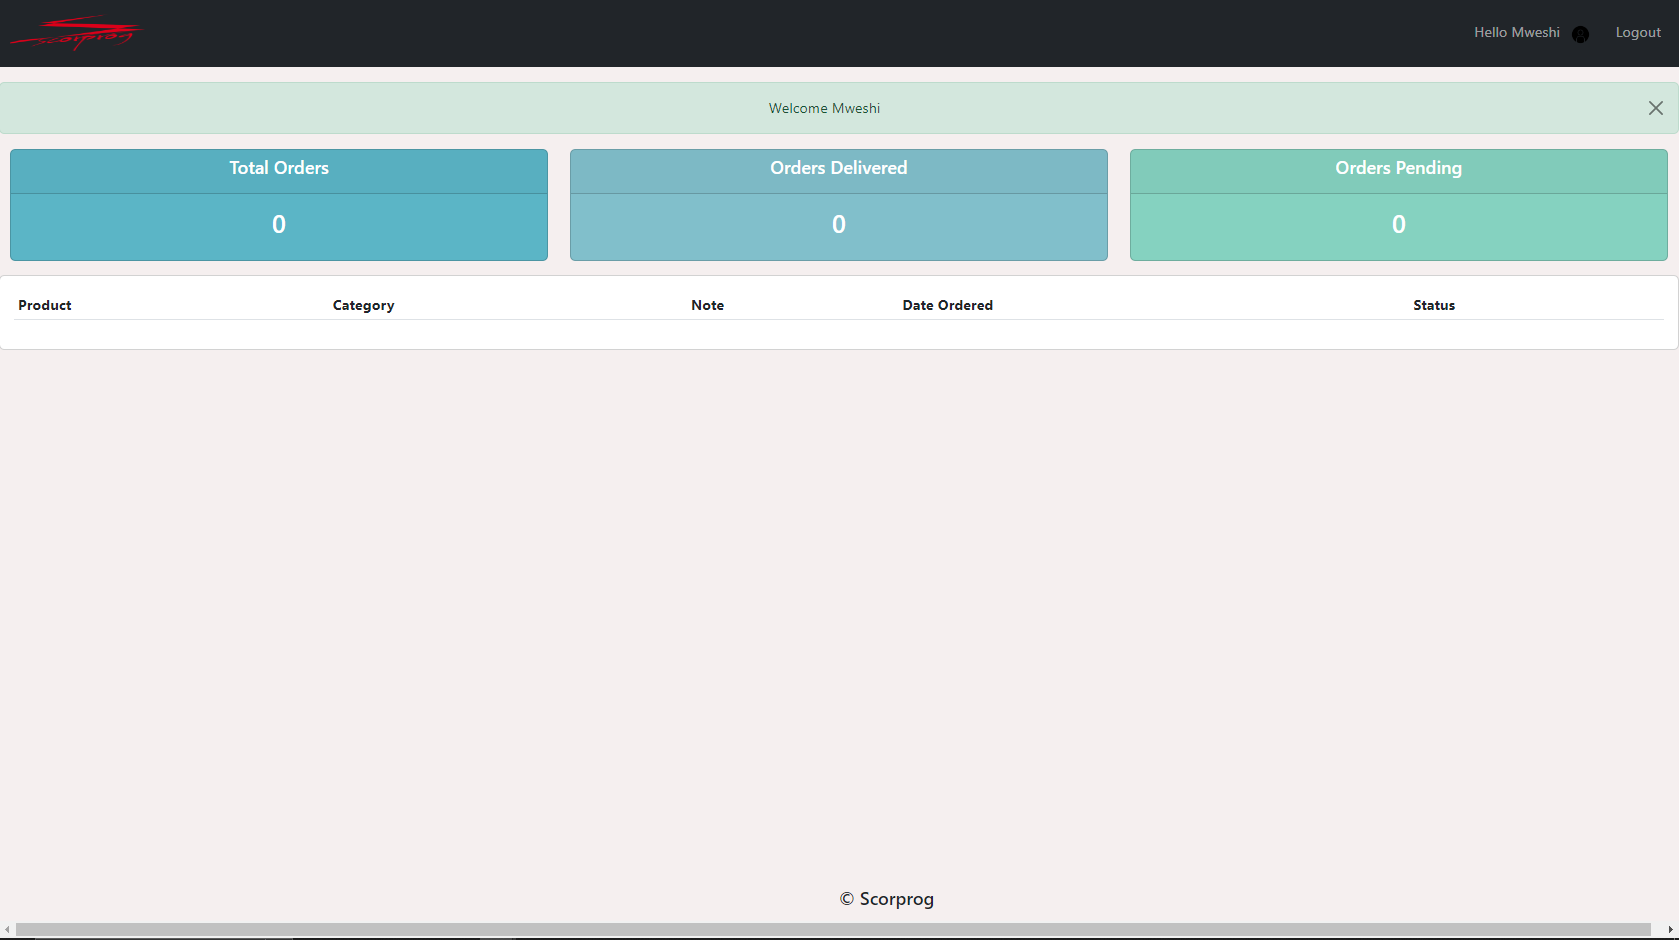 Scorprog
Hello Mweshi
Logout
Welcome Mweshi
Total Orders
0
Orders Delivered
0
Orders Pending
0
Product Category Note Date Ordered Status
© Scorprog